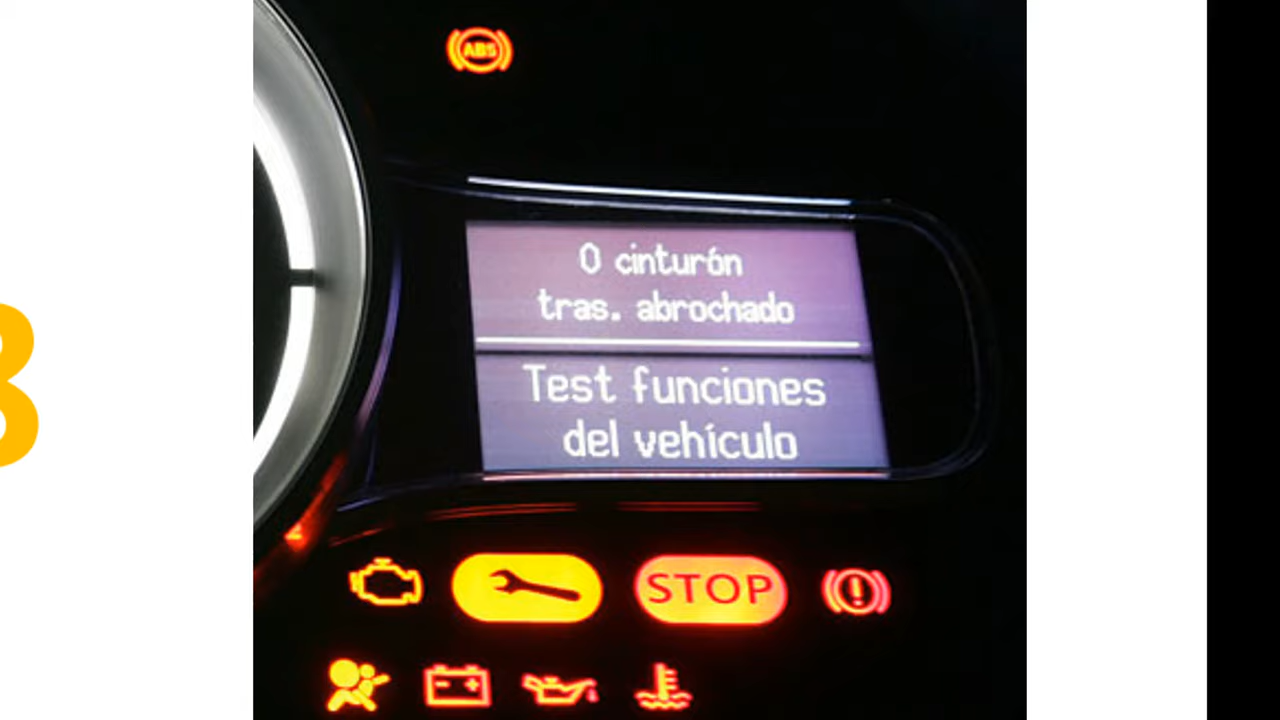 ABS
0 cinturón
tras. abrochado
Test funciones
del vehículo
STOP